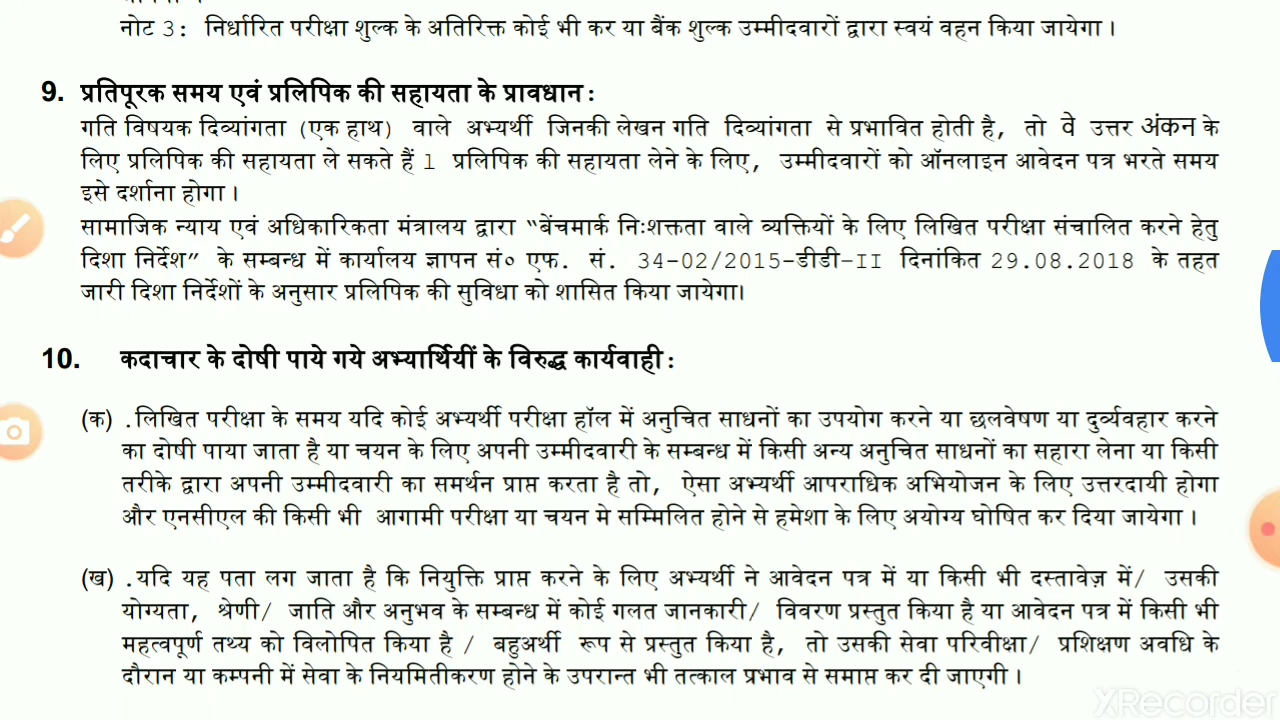 नोट 3: निर्धारित परीक्षा शुल्क के अतिरिक्त कोई भी कर या बैंक शुल्क उम्मीदवारों द्वारा स्वयं वहन किया जायेगा।
9. प्रतिपूरक समय एवं प्रलिपिक की सहायता के प्रावधान:
गति विषयक दिव्यांगता (एक हाथ) वाले अभ्यर्थी जिनकी लेखन गति दिव्यांगता से प्रभावित होती है, तो वे उत्तर अंकन के
लिए प्रलिपिक की सहायता ले सकते हैं l प्रलिपिक की सहायता लेने के लिए, उम्मीदवारों को ऑनलाइन आवेदन पत्र भरते समय
इसे दर्शाना होगा।
सामाजिक न्याय एवं अधिकारिकता मंत्रालय द्वारा "बेंचमार्क निःशक्तता वाले व्यक्तियों के लिए लिखित परीक्षा संचालित करने हेतु
दिशा निर्देश" के सम्बन्ध में कार्यालय ज्ञापन सं० एफ. सं. 34-02/2015-डीडी-II दिनांकित 29.08.2018 के तहत
जारी दिशा निर्देशों के अनुसार प्रलिपिक की सुविधा को शासित किया जायेगा।
10. कदाचार के दोषी पाये गये अभ्यार्थियीं के विरुद्ध कार्यवाही:
(क) .लिखित परीक्षा के समय यदि कोई अभ्यर्थी परीक्षा हॉल में अनुचित साधनों का उपयोग करने या छलवेषण या दुर्व्यवहार करने
का दोषी पाया जाता है या चयन के लिए अपनी उम्मीदवारी के सम्बन्ध में किसी अन्य अनुचित साधनों का सहारा लेना या किसी
तरीके द्वारा अपनी उम्मीदवारी का समर्थन प्राप्त करता है तो, ऐसा अभ्यर्थी आपराधिक अभियोजन के लिए उत्तरदायी होगा
और एनसीएल की किसी भी आगामी परीक्षा या चयन मे सम्मिलित होने से हमेशा के लिए अयोग्य घोषित कर दिया जायेगा।
(ख) .यदि यह पता लग जाता है कि नियुक्ति प्राप्त करने के लिए अभ्यर्थी ने आवेदन पत्र में या किसी भी दस्तावेज़ में/ उसकी
योग्यता, श्रेणी/ जाति और अनुभव के सम्बन्ध में कोई गलत जानकारी/ विवरण प्रस्तुत किया है या आवेदन पत्र में किसी भी
महत्वपूर्ण तथ्य को विलोपित किया है / बहुअर्थी रूप से प्रस्तुत किया है, तो उसकी सेवा परिवीक्षा/ प्रशिक्षण अवधि के
दौरान या कम्पनी में सेवा के नियमितीकरण होने के उपरान्त भी तत्काल प्रभाव से समाप्त कर दी जाएगी।
XRecorder